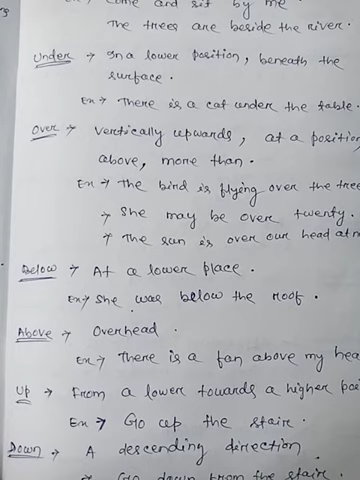 come and sit by me
The trees are beside the river.
Under → In a lower position, beneath the
surface.
Ex → There is a cat under the table.
Over → Vertically upwards, at a position
above, more than.
Ex → The bird is flying over the tree
→ She may be over twenty.
→ The sun is over our head at
Below → At a lower place.
Ex → She was below the roof.
Above → Overhead.
Ex → There is a fan above my hea
Up → From a lower towards a higher poi
Ex → Go up the stair.
Down → A descending direction
→ Go down from the stair.